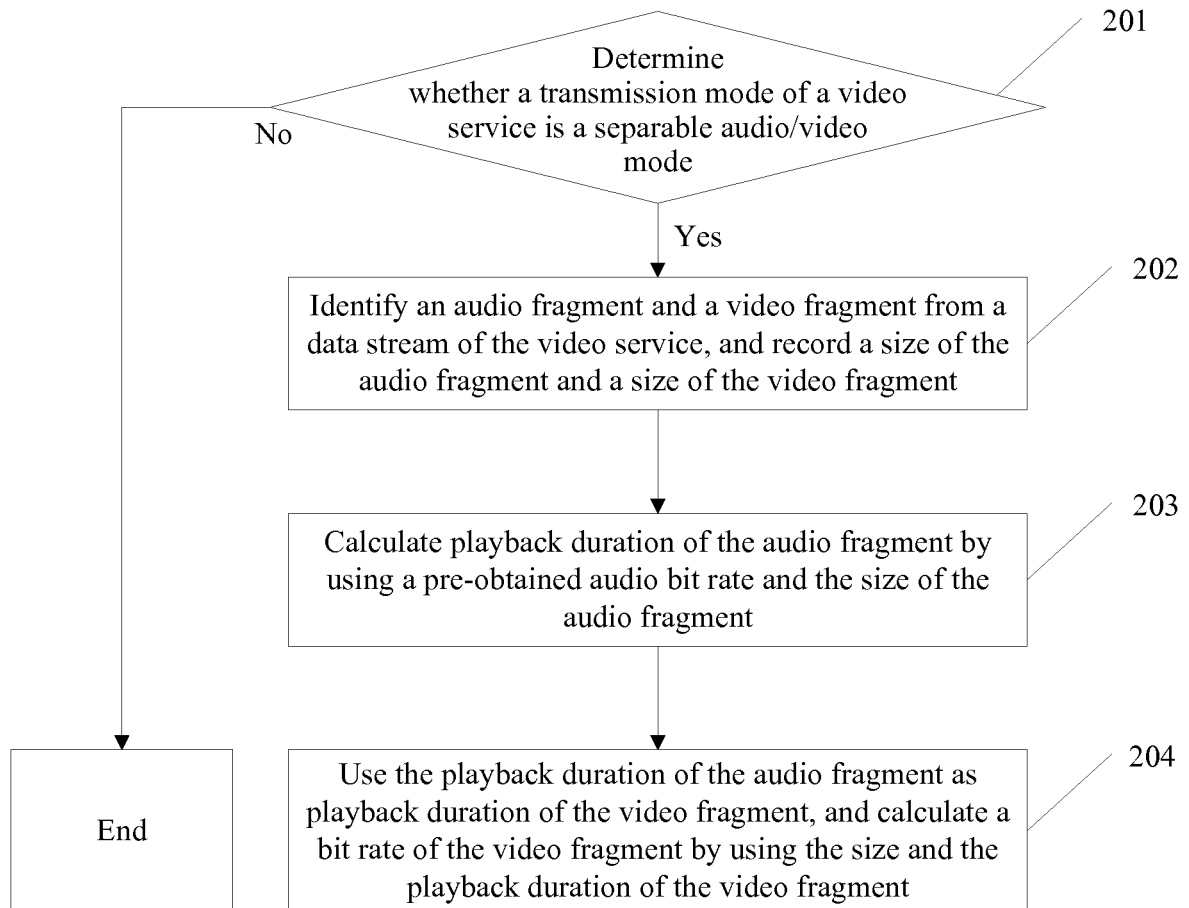 201
Determine
whether a transmission mode of a video
service is a separable audio/video
mode
No
Yes
202
Identify an audio fragment and a video fragment from a
data stream of the video service, and record a size of the
audio fragment and a size of the video fragment
203
Calculate playback duration of the audio fragment by
using a pre-obtained audio bit rate and the size of the
audio fragment
204
Use the playback duration of the audio fragment as
playback duration of the video fragment, and calculate a
bit rate of the video fragment by using the size and the
playback duration of the video fragment
End